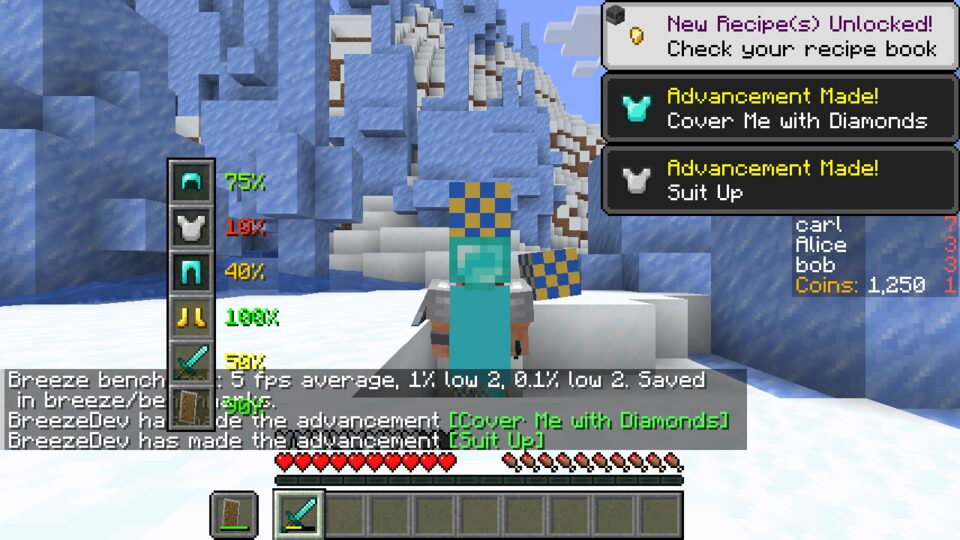 New Recipe(s) Unlocked!
Check your recipe book
Advancement Made!
Cover Me with Diamonds
Advancement Made!
Suit Up
carl 7
Alice 3
bob 3
Coins: 1,250 1
75%
10%
40%
100%
50%
90%
Breeze bench : 5 fps average, 1% low 2, 0.1% low 2. Saved
in breeze/be
BreezeDev made the advancement [Cover Me with Diamonds]
BreezeDev has made the advancement [Suit Up]